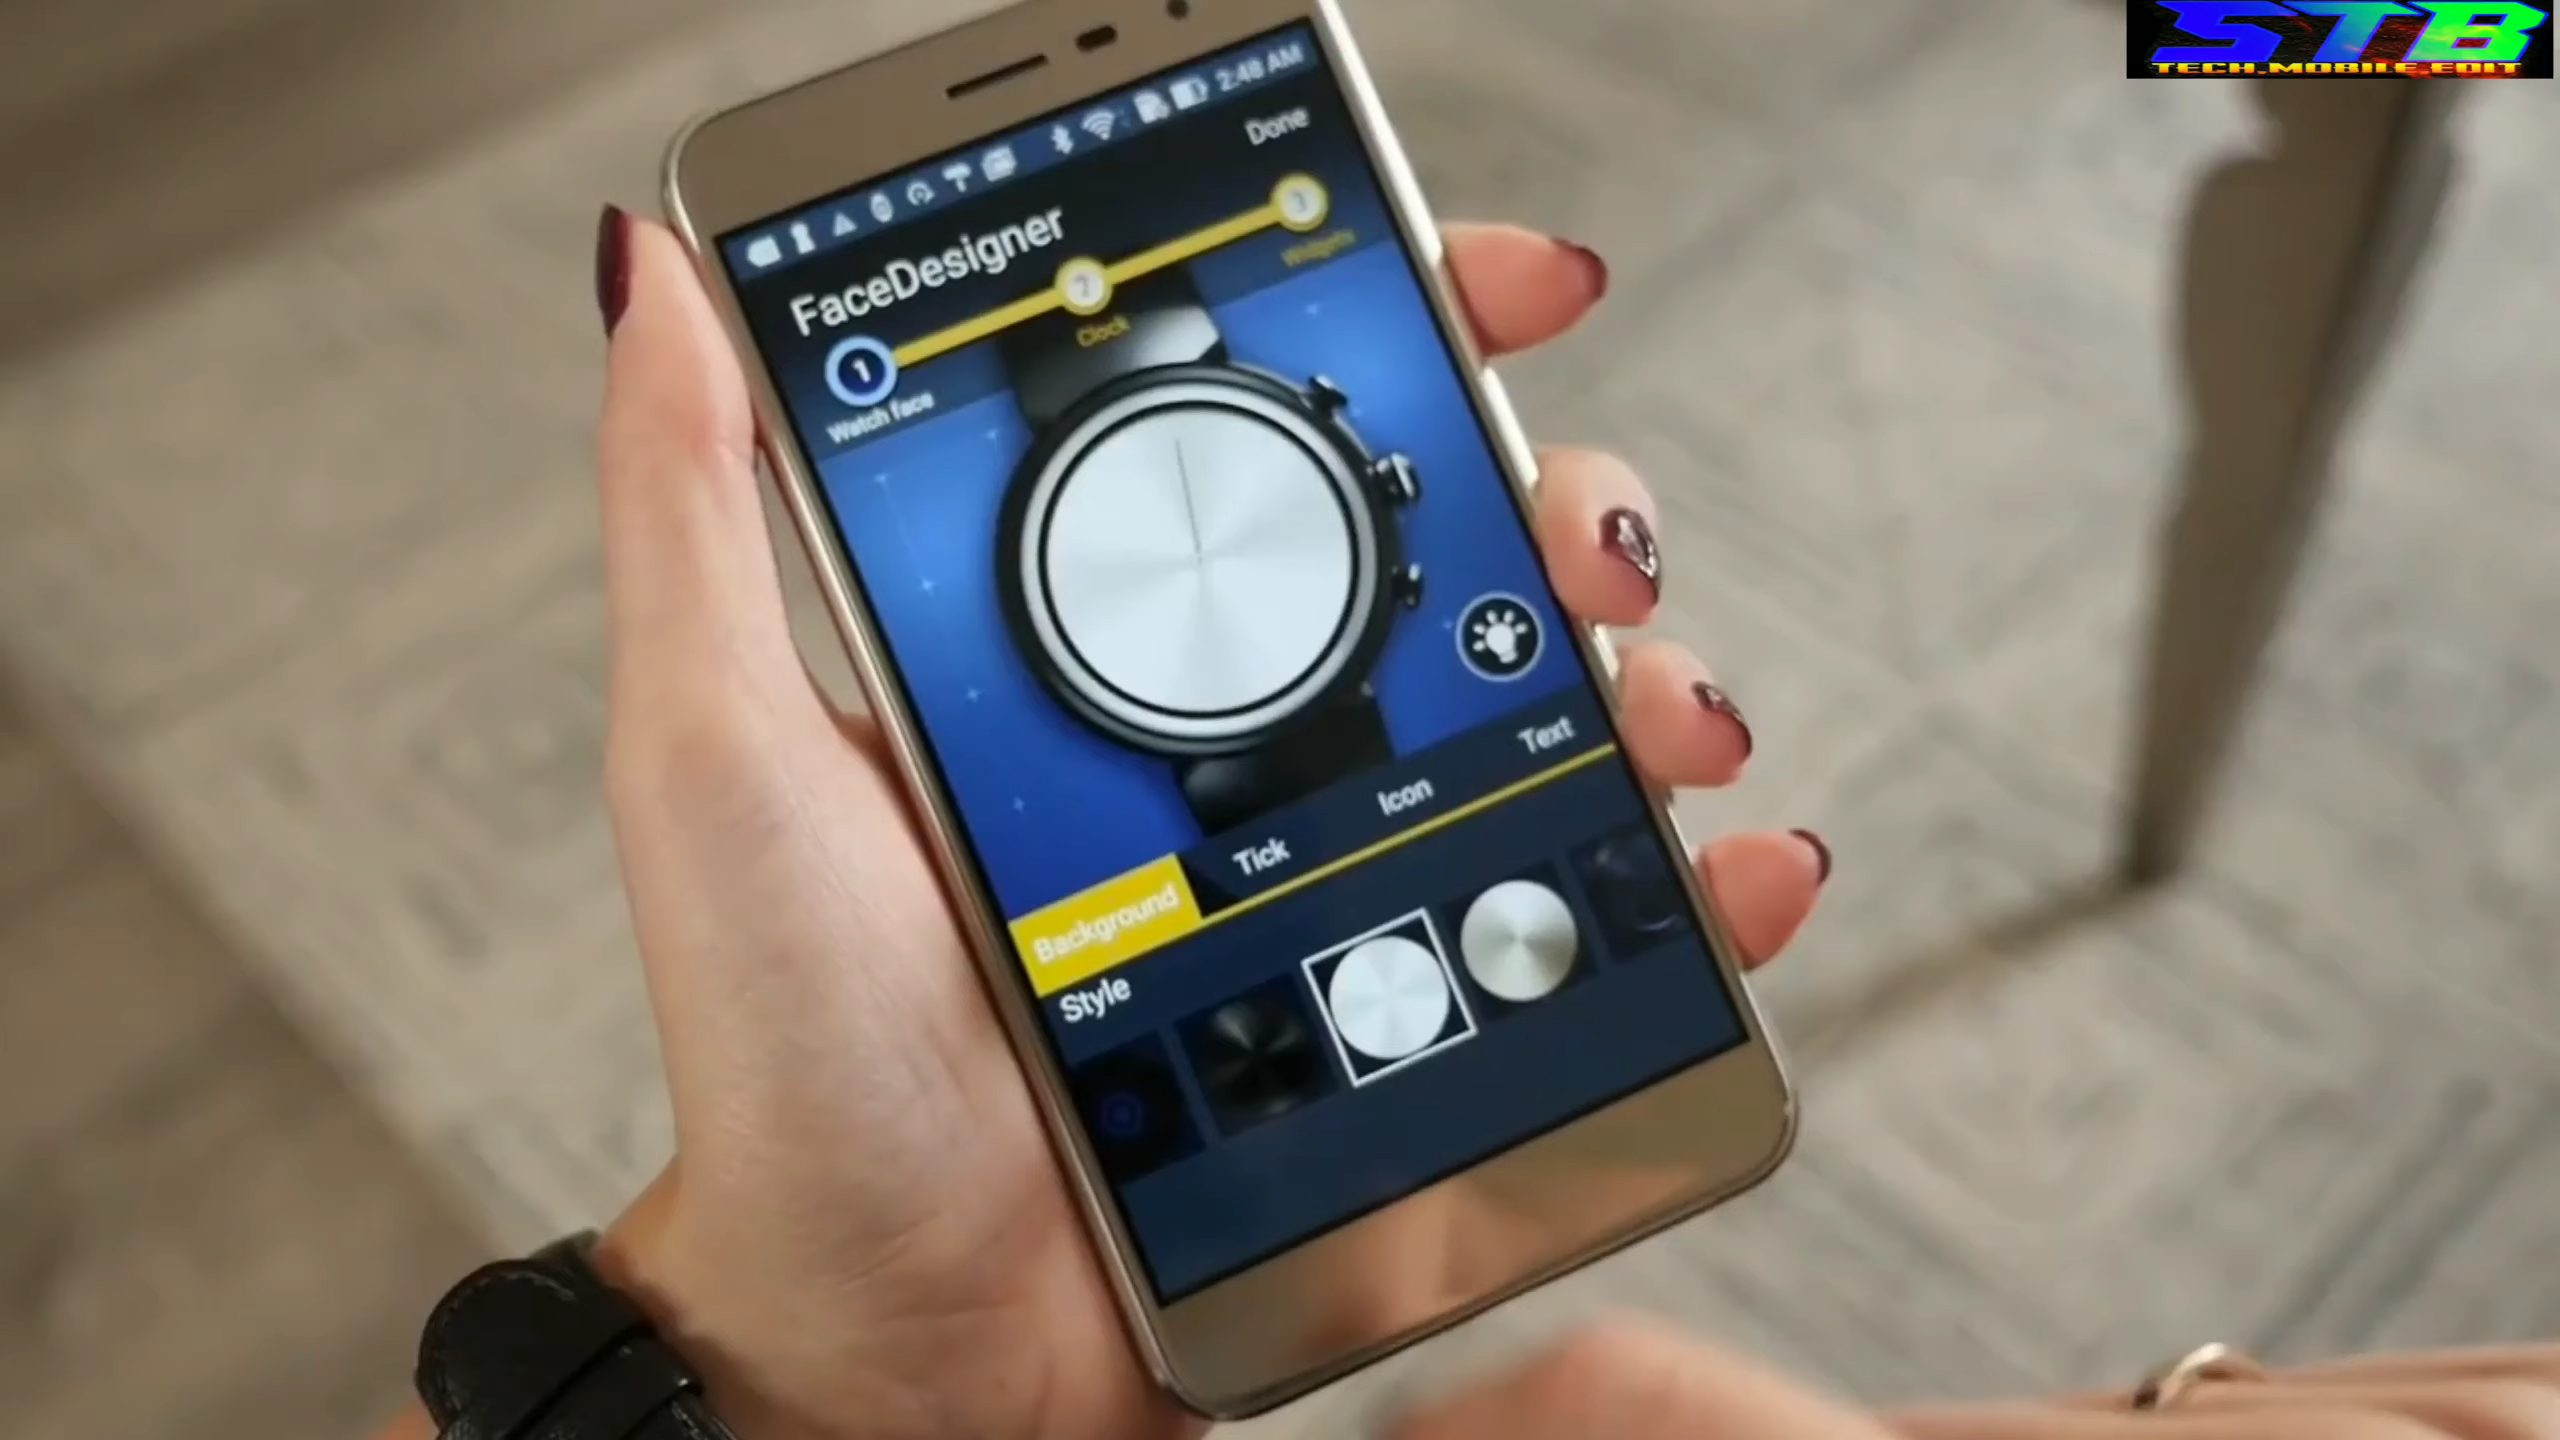 STB
TECH,MOBILE,EDIT
2:48 AM
Done
FaceDesigner
1
2
3
Watch face
Clock
Widgets
Background
Tick
Icon
Text
Style